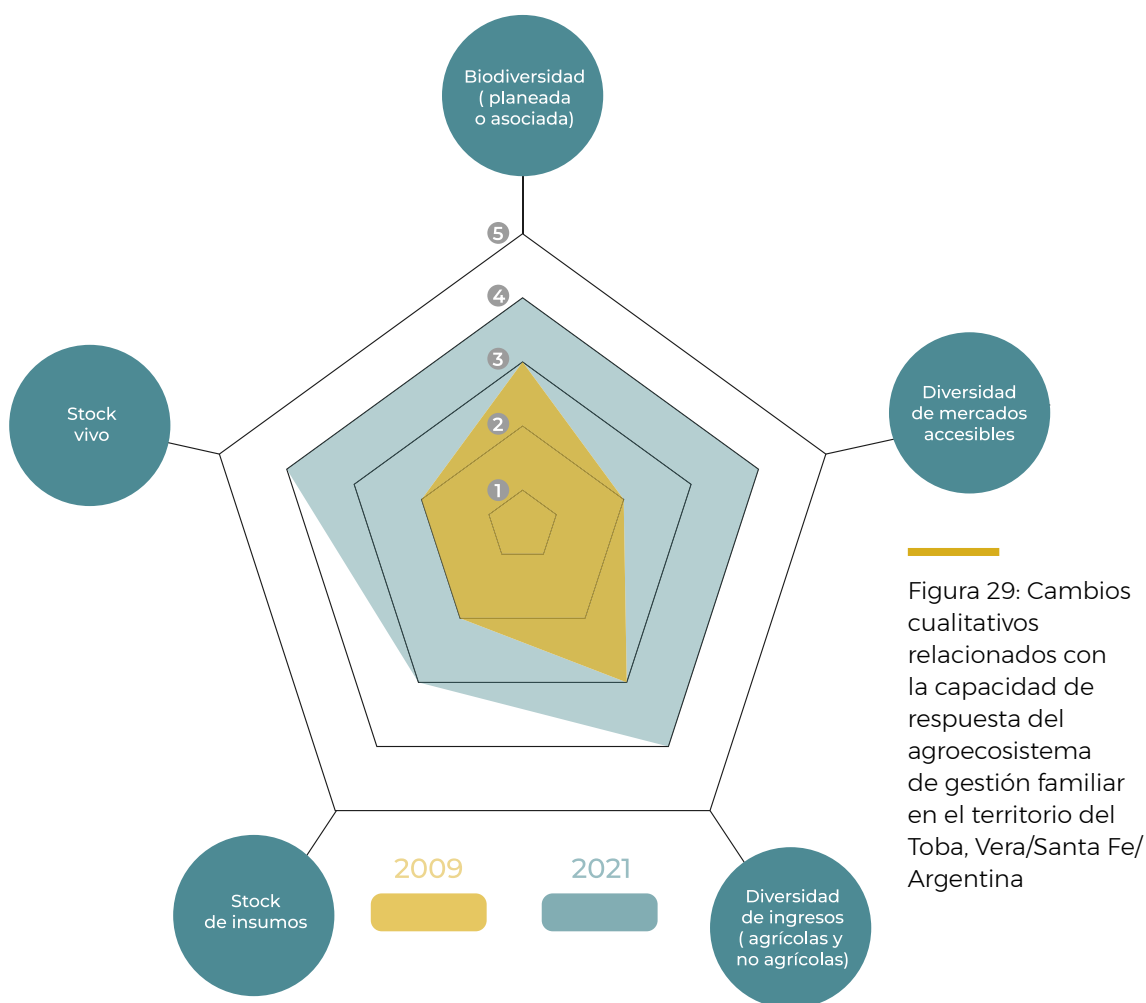 Biodiversidad
( planeada
o asociada)
5
4
3
2
1
Stock
vivo
Diversidad
de mercados
accesibles
Figura 29: Cambios
cualitativos
relacionados con
la capacidad de
respuesta del
agroecosistema
de gestión familiar
en el territorio del
Toba, Vera/Santa Fe/
Argentina
Stock
de insumos
2009
2021
Diversidad
de ingresos
( agrícolas y
no agrícolas)